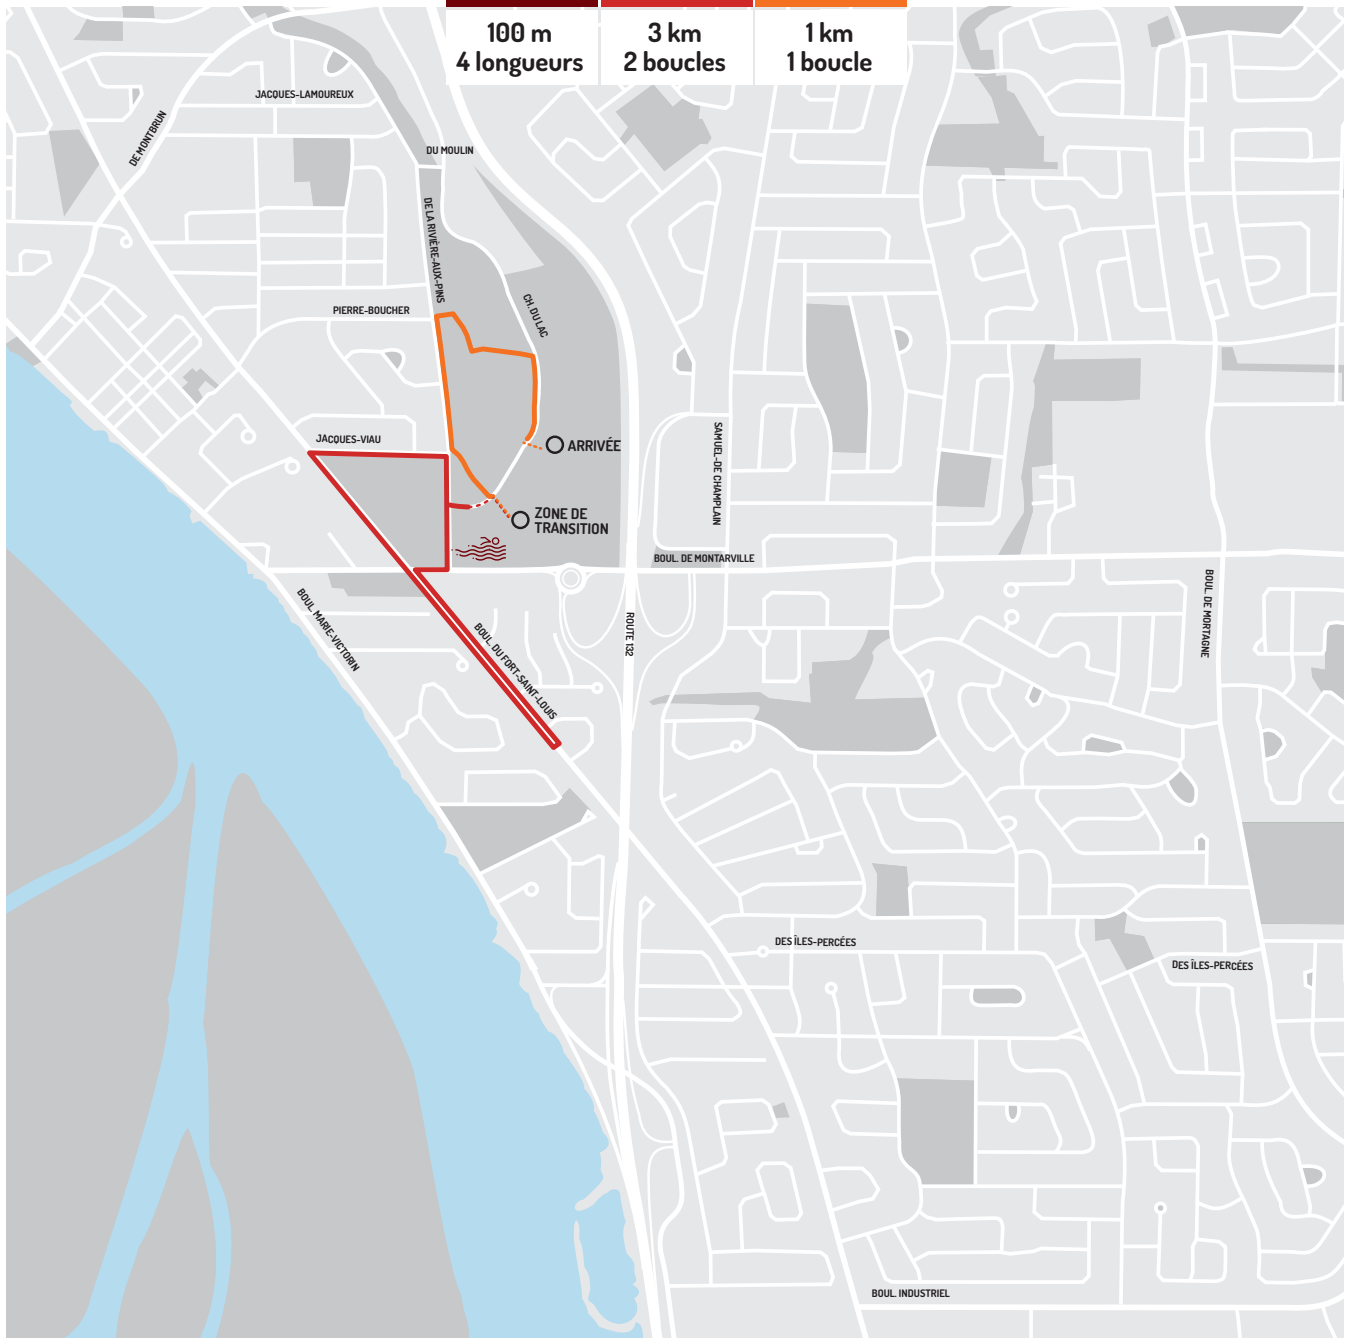 100 m
4 longueurs
3 km
2 boucles
1 km
1 boucle
JACQUES-LAMOUREUX
DE MONTBRUN
DU MOULIN
DE LA RIVIÈRE-AUX-PINS
CH. DU LAC
PIERRE-BOUCHER
JACQUES-VIAU
ARRIVÉE
SAMUEL-DE CHAMPLAIN
ZONE DE
TRANSITION
BOUL. DE MONTARVILLE
BOUL. MARIE-VICTORIN
BOUL. DU FORT-SAINT-LOUIS
ROUTE 132
BOUL. DE MORTAGNE
DES ÎLES-PERCÉES
DES ÎLES-PERCÉES
BOUL. INDUSTRIEL